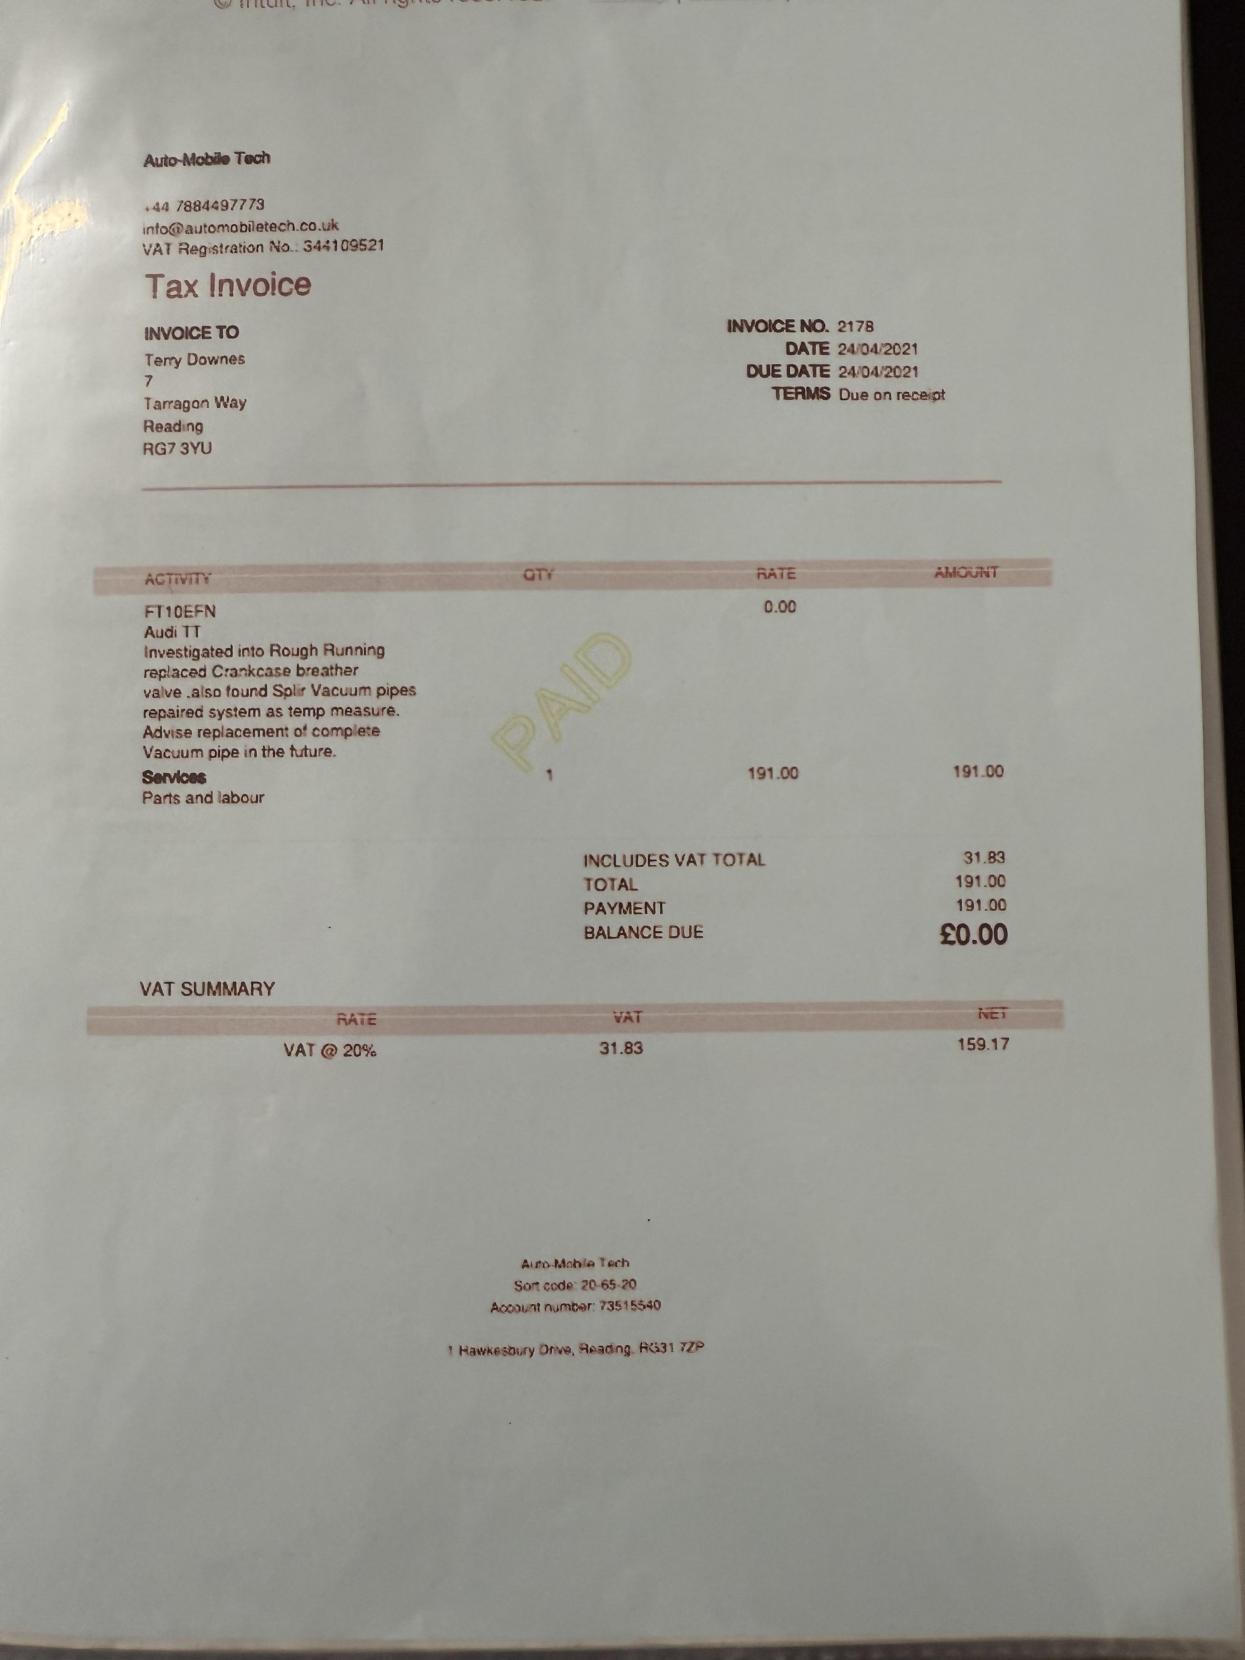 © Intuit, Inc. All rights reserved.
Auto-Mobile Tech
+44 7884497773
info@automobiletech.co.uk
VAT Registration No.: 344109521
Tax Invoice
INVOICE TO
Terry Downes
7
Tarragon Way
Reading
RG7 3YU
INVOICE NO. 2178
DATE 24/04/2021
DUE DATE 24/04/2021
TERMS Due on receipt
ACTIVITY QTY RATE AMOUNT
FT10EFN 0.00
Audi TT
Investigated into Rough Running
replaced Crankcase breather
valve .also found Splir Vacuum pipes
repaired system as temp measure.
Advise replacement of complete
Vacuum pipe in the future.
PAID
Services 1 191.00 191.00
Parts and labour
INCLUDES VAT TOTAL 31.83
TOTAL 191.00
PAYMENT 191.00
BALANCE DUE £0.00
VAT SUMMARY
RATE VAT NET
VAT @ 20% 31.83 159.17
Auto-Mobile Tech
Sort code: 20-65-20
Account number: 73515540
1 Hawkesbury Drive, Reading, RG31 7ZP